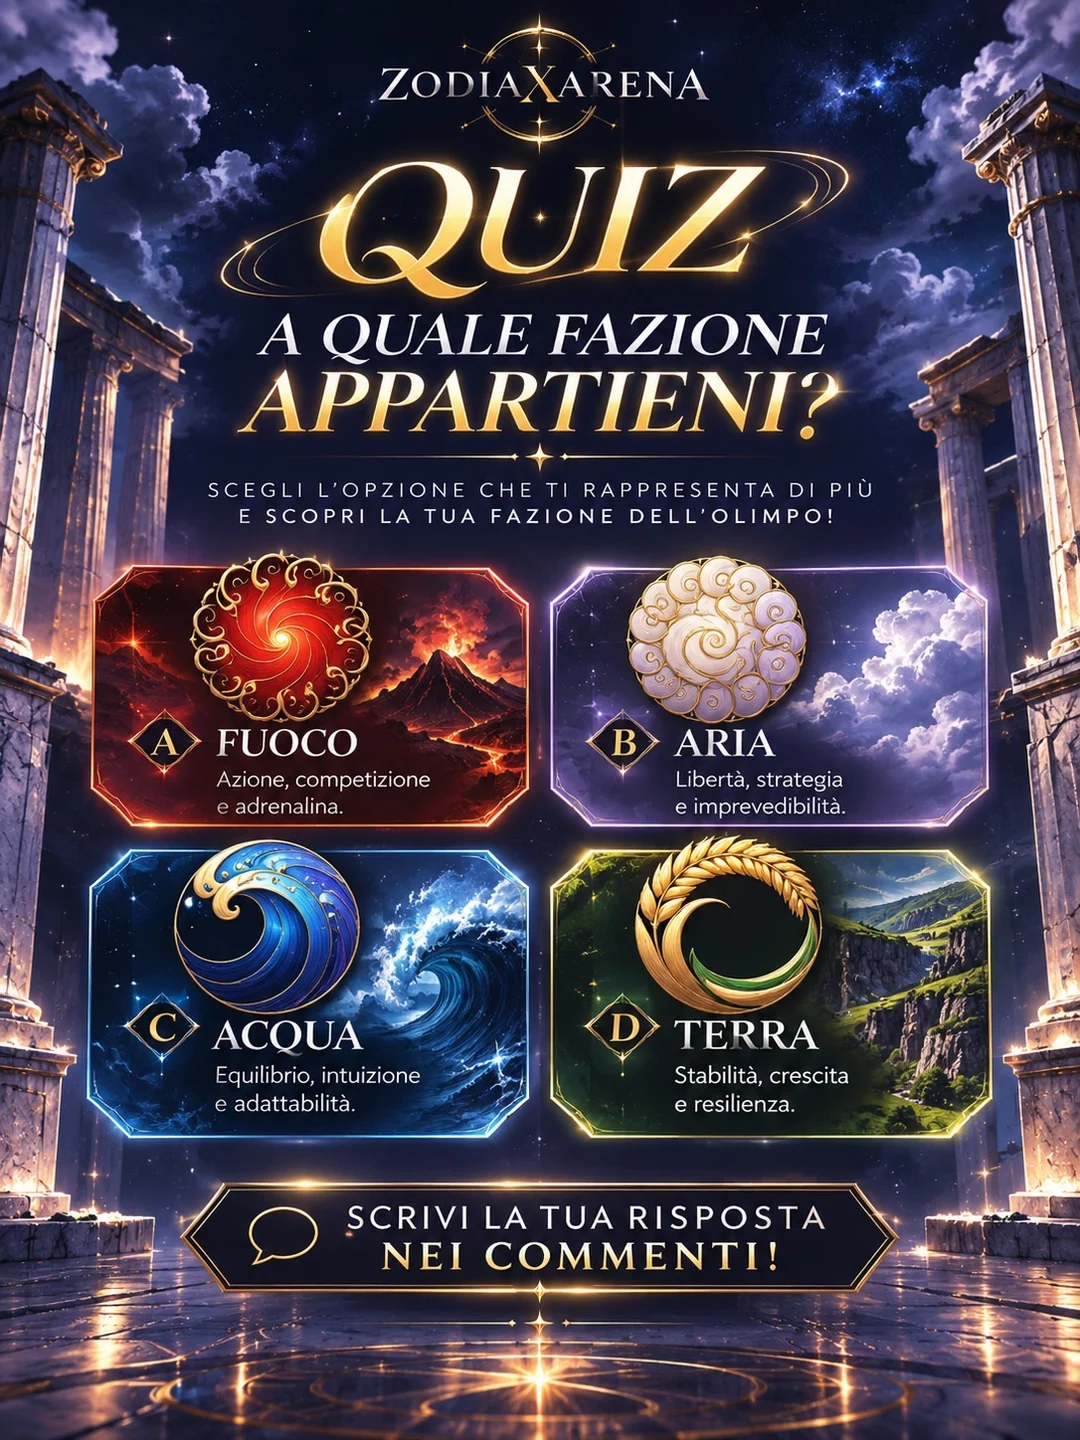 ZODIAXARENA
QUIZ
A QUALE FAZIONE
APPARTIENI?
SCEGLI L'OPZIONE CHE TI RAPPRESENTA DI PIÙ
E SCOPRI LA TUA FAZIONE DELL'OLIMPO!
A FUOCO
Azione, competizione
e adrenalina.
B ARIA
Libertà, strategia
e imprevedibilità.
C ACQUA
Equilibrio, intuizione
e adattabilità.
D TERRA
Stabilità, crescita
e resilienza.
SCRIVI LA TUA RISPOSTA
NEI COMMENTI!